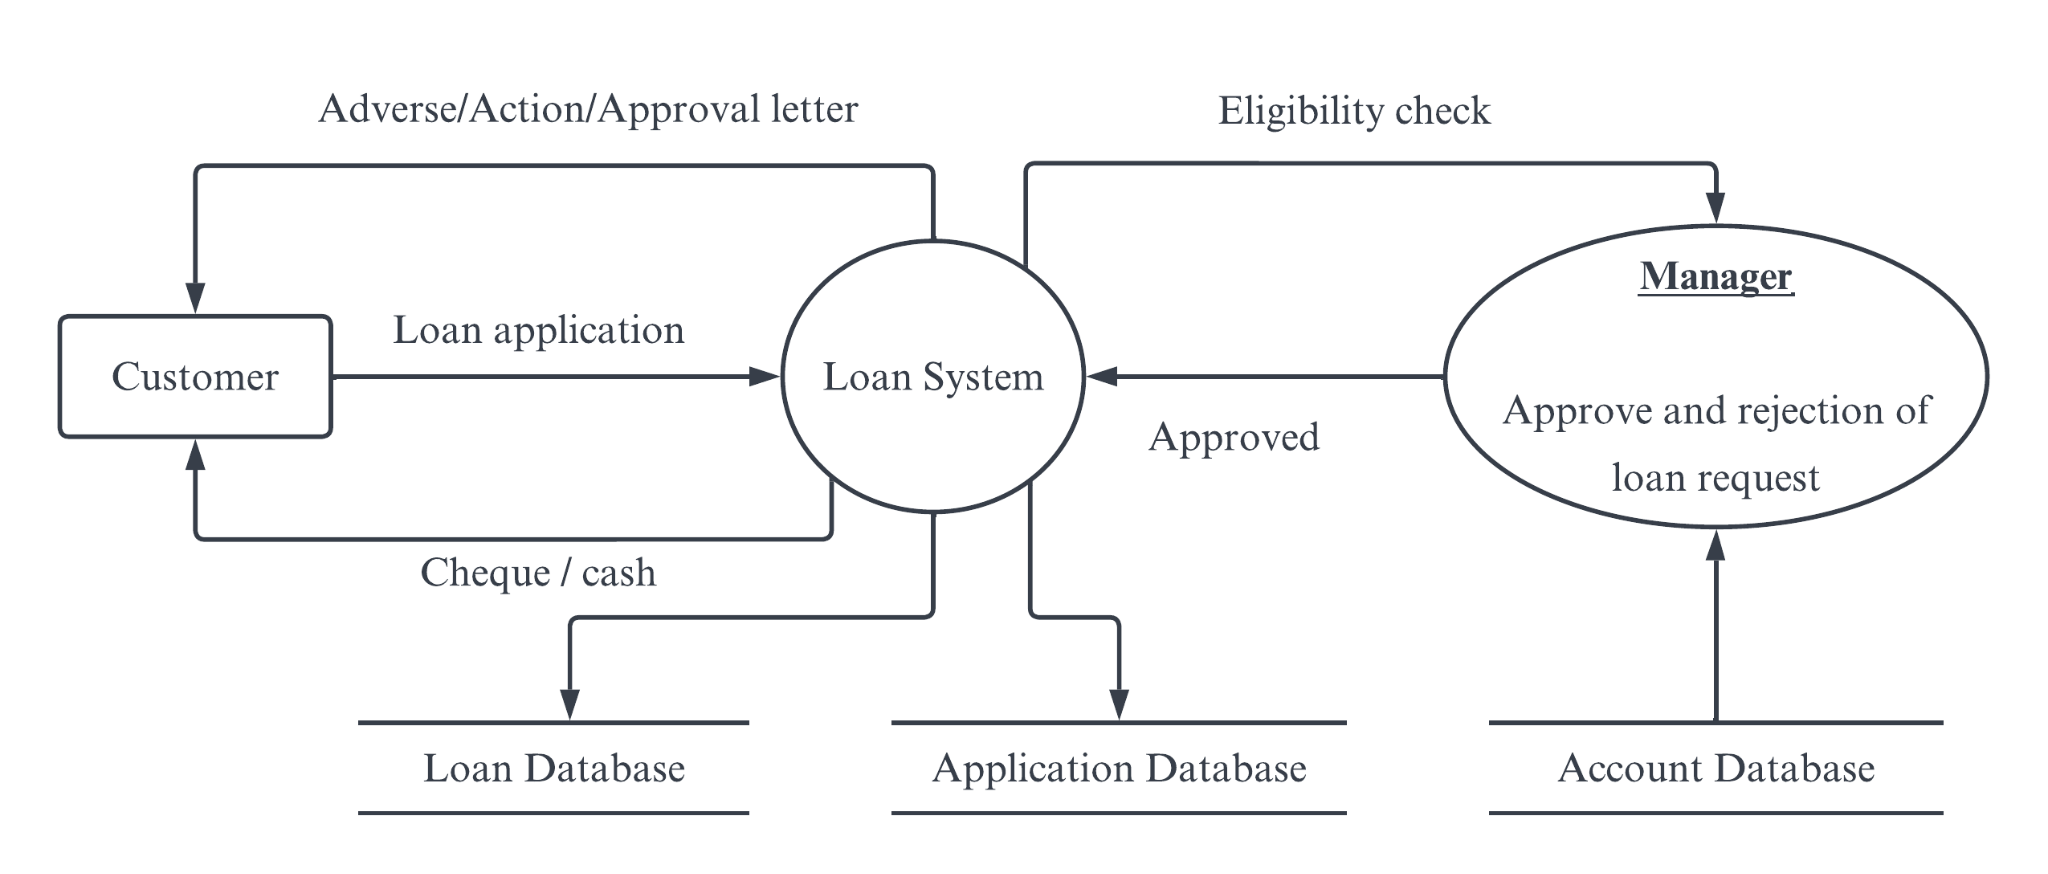 Adverse/Action/Approval letter
Eligibility check
Manager
Loan application
Customer
Loan System
Approve and rejection of
loan request
Approved
Cheque / cash
Loan Database
Application Database
Account Database